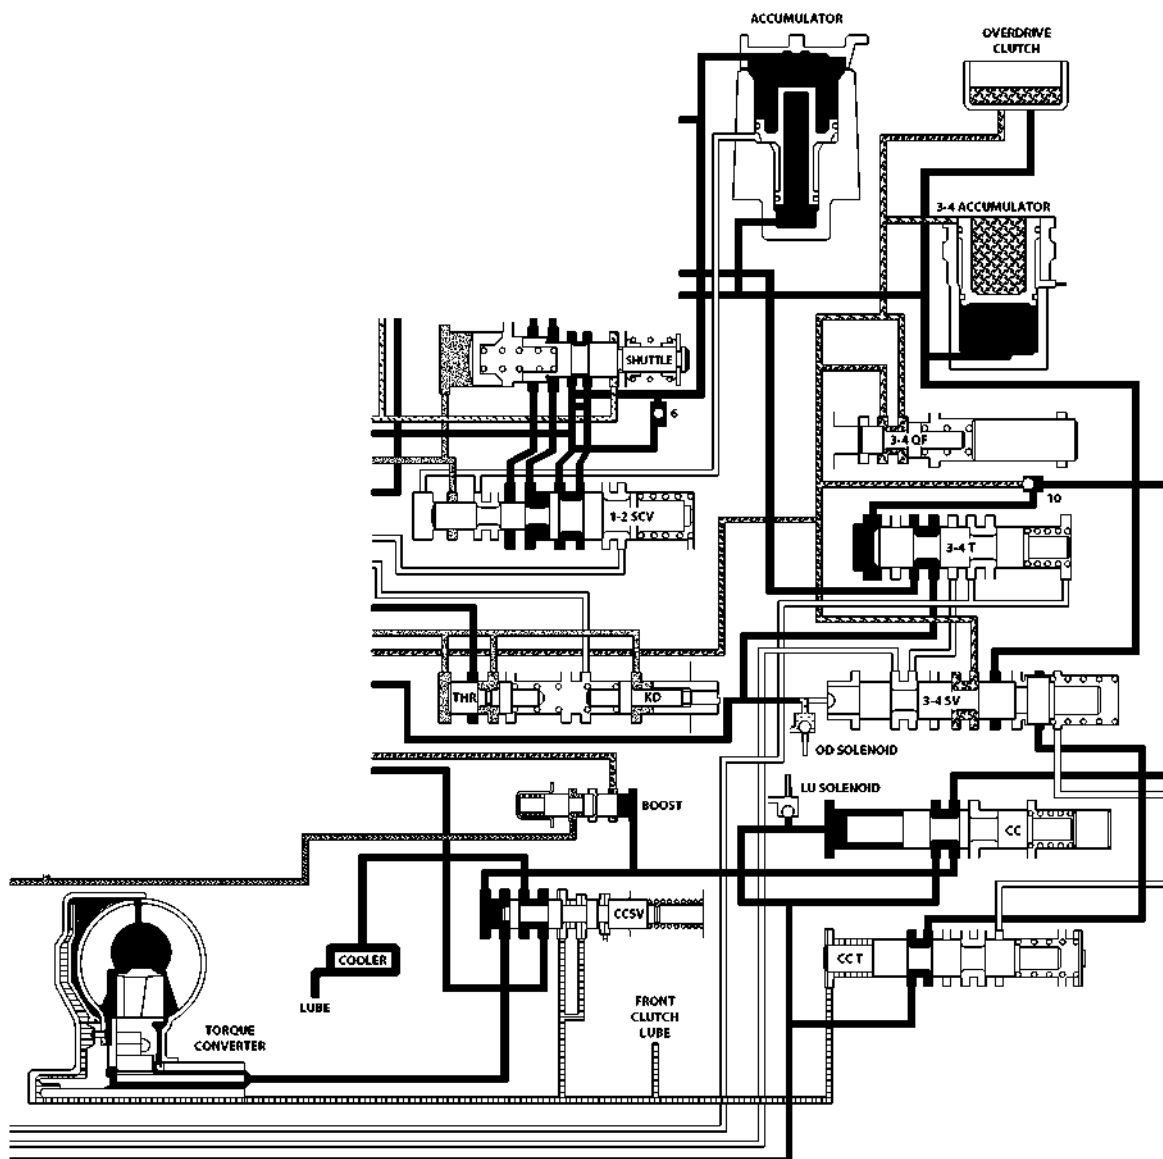 ACCUMULATOR
OVERDRIVE
CLUTCH
3-4 ACCUMULATOR
SHUTTLE
6
3-4 QF
10
1-2 SCV
3-4 T
THR
KD
3-4 SV
OD SOLENOID
LU SOLENOID
BOOST
CC
CCSV
COOLER
CC T
LUBE
FRONT
CLUTCH
LUBE
TORQUE
CONVERTER